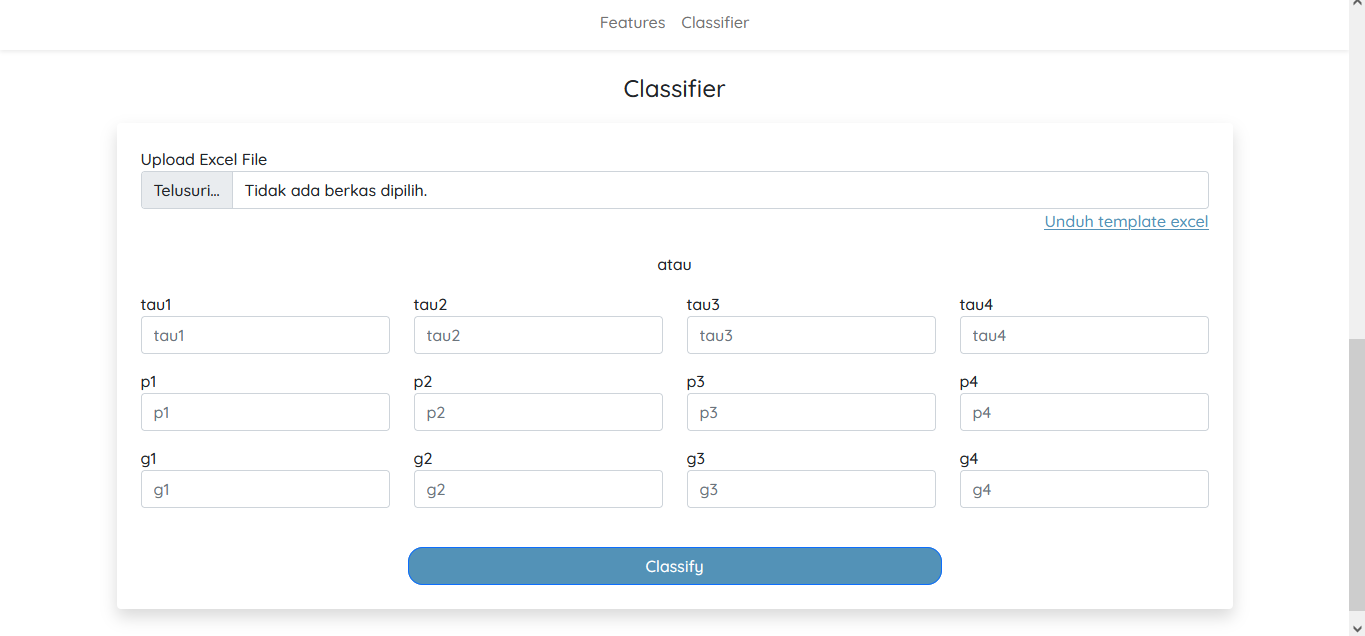 Features Classifier
Classifier
Upload Excel File
Telusuri... Tidak ada berkas dipilih.
Unduh template excel
atau
tau1 tau2 tau3 tau4
tau1 tau2 tau3 tau4
p1 p2 p3 p4
p1 p2 p3 p4
g1 g2 g3 g4
g1 g2 g3 g4
Classify